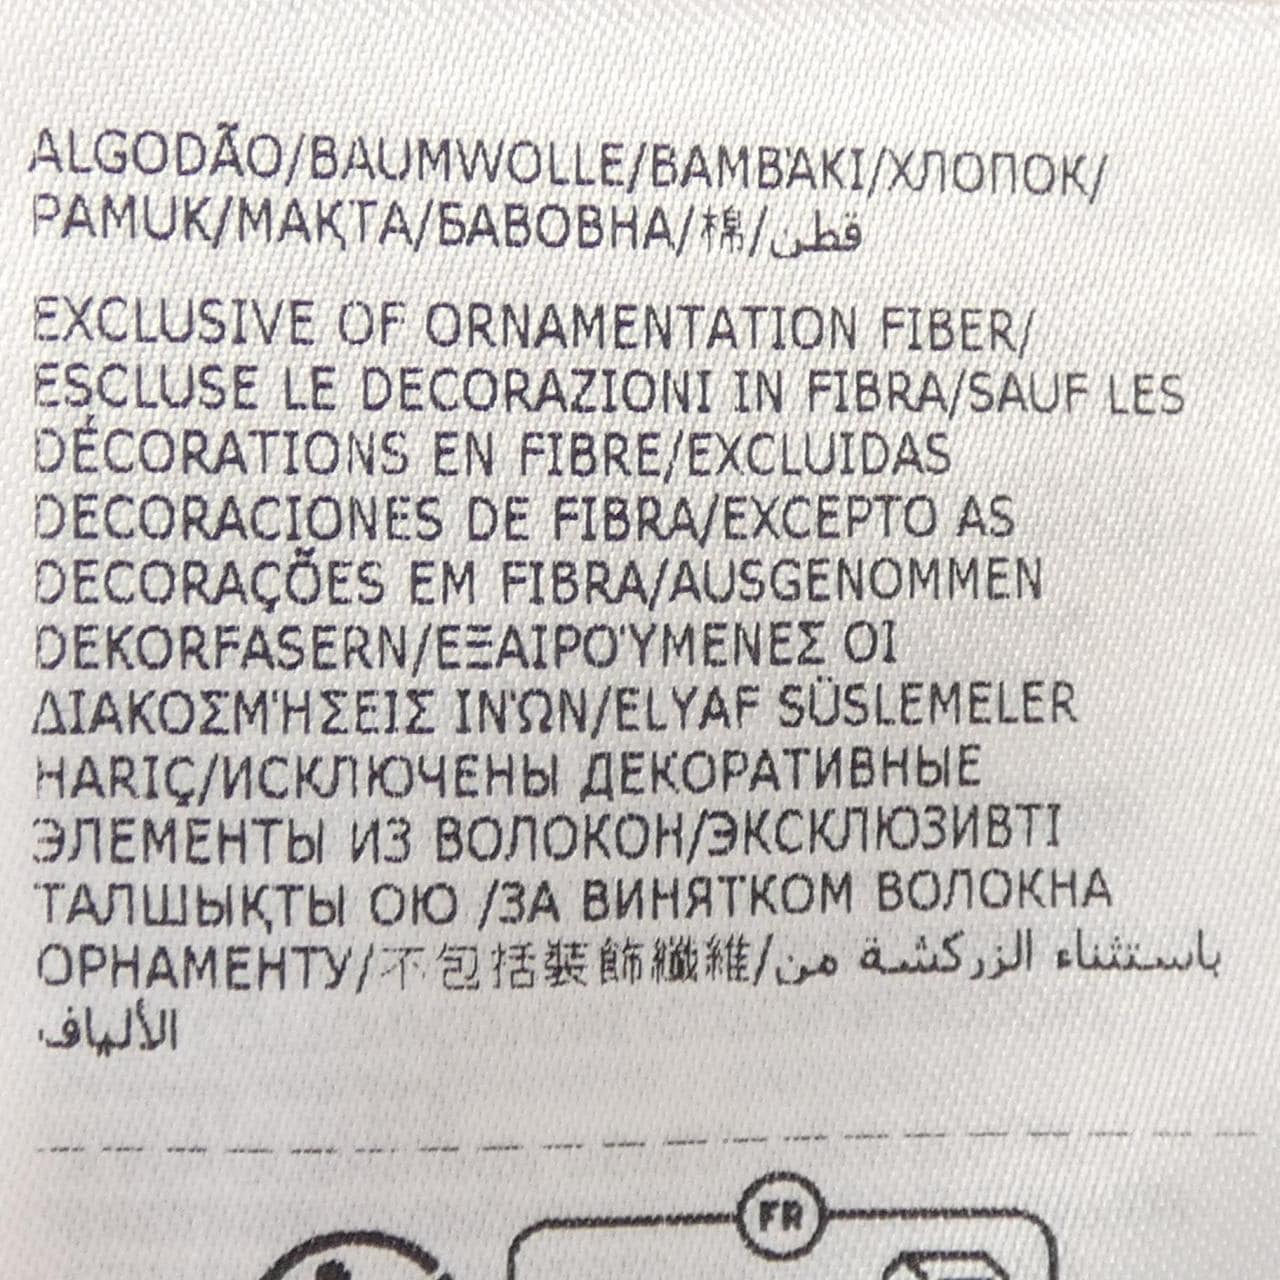 ALGODÃO/BAUMWOLLE/BAMBΆKI/ХЛОПОК/
PAMUK/МАҚТА/БАВОВНА/棉/قطن
EXCLUSIVE OF ORNAMENTATION FIBER/
ESCLUSE LE DECORAZIONI IN FIBRA/SAUF LES
DÉCORATIONS EN FIBRE/EXCLUIDAS
DECORACIONES DE FIBRA/EXCEPTO AS
DECORAÇÕES EM FIBRA/AUSGENOMMEN
DEKORFASERN/ΕΞΑΙΡΟΎΜΕΝΕΣ ΟΙ
ΔΙΑΚΟΣΜΉΣΕΙΣ ΙΝΏΝ/ELYAF SÜSLEMELER
HARIÇ/ИСКЛЮЧЕНЫ ДЕКОРАТИВНЫЕ
ЭЛЕМЕНТЫ ИЗ ВОЛОКОН/ЭКСКЛЮЗИВТІ
ТАЛШЫҚТЫ ОЮ /ЗА ВИНЯТКОМ ВОЛОКНА
ОРНАМЕНТУ/不包括裝飾纖維/باستثناء الزركشة من
الألياف
FR